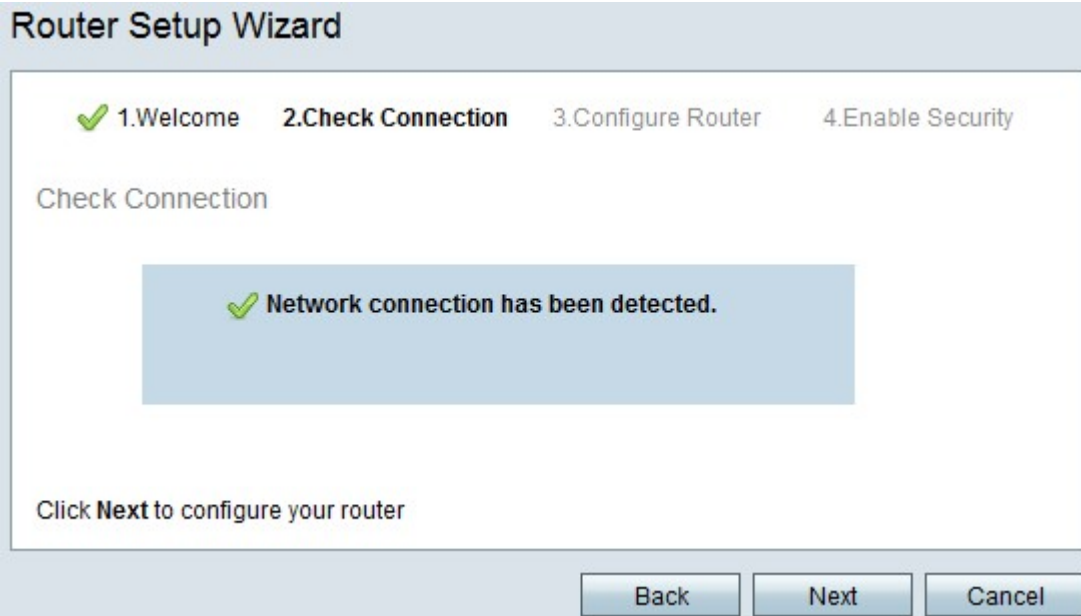 Router Setup Wizard
1.Welcome 2.Check Connection 3.Configure Router 4.Enable Security
Check Connection
Network connection has been detected.
Click Next to configure your router
Back Next Cancel